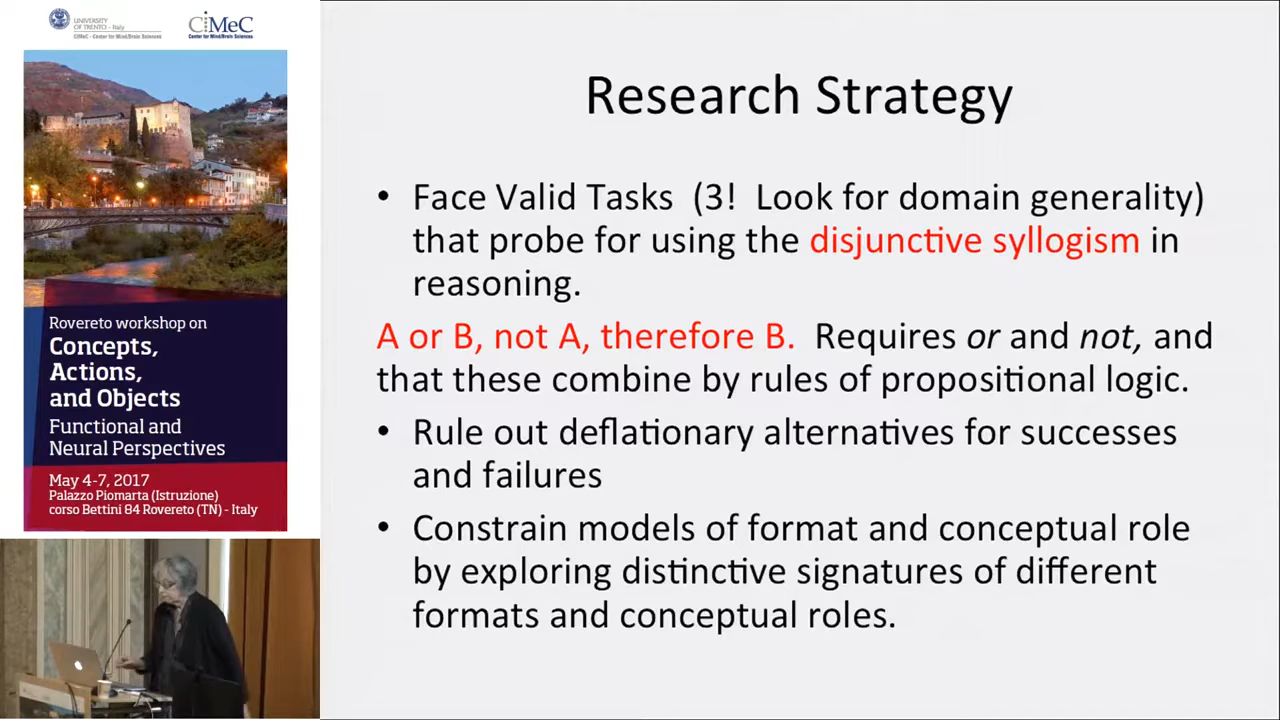 UNIVERSITY
OF TRENTO - Italy
CIMeC - Center for Mind/Brain Sciences
CiMeC
Center for Mind/Brain Sciences
Rovereto workshop on
Concepts,
Actions,
and Objects
Functional and
Neural Perspectives
May 4-7, 2017
Palazzo Piomarta (Istruzione)
corso Bettini 84 Rovereto (TN) - Italy
Research Strategy
• Face Valid Tasks (3! Look for domain generality)
that probe for using the disjunctive syllogism in
reasoning.
A or B, not A, therefore B. Requires or and not, and
that these combine by rules of propositional logic.
• Rule out deflationary alternatives for successes
and failures
• Constrain models of format and conceptual role
by exploring distinctive signatures of different
formats and conceptual roles.